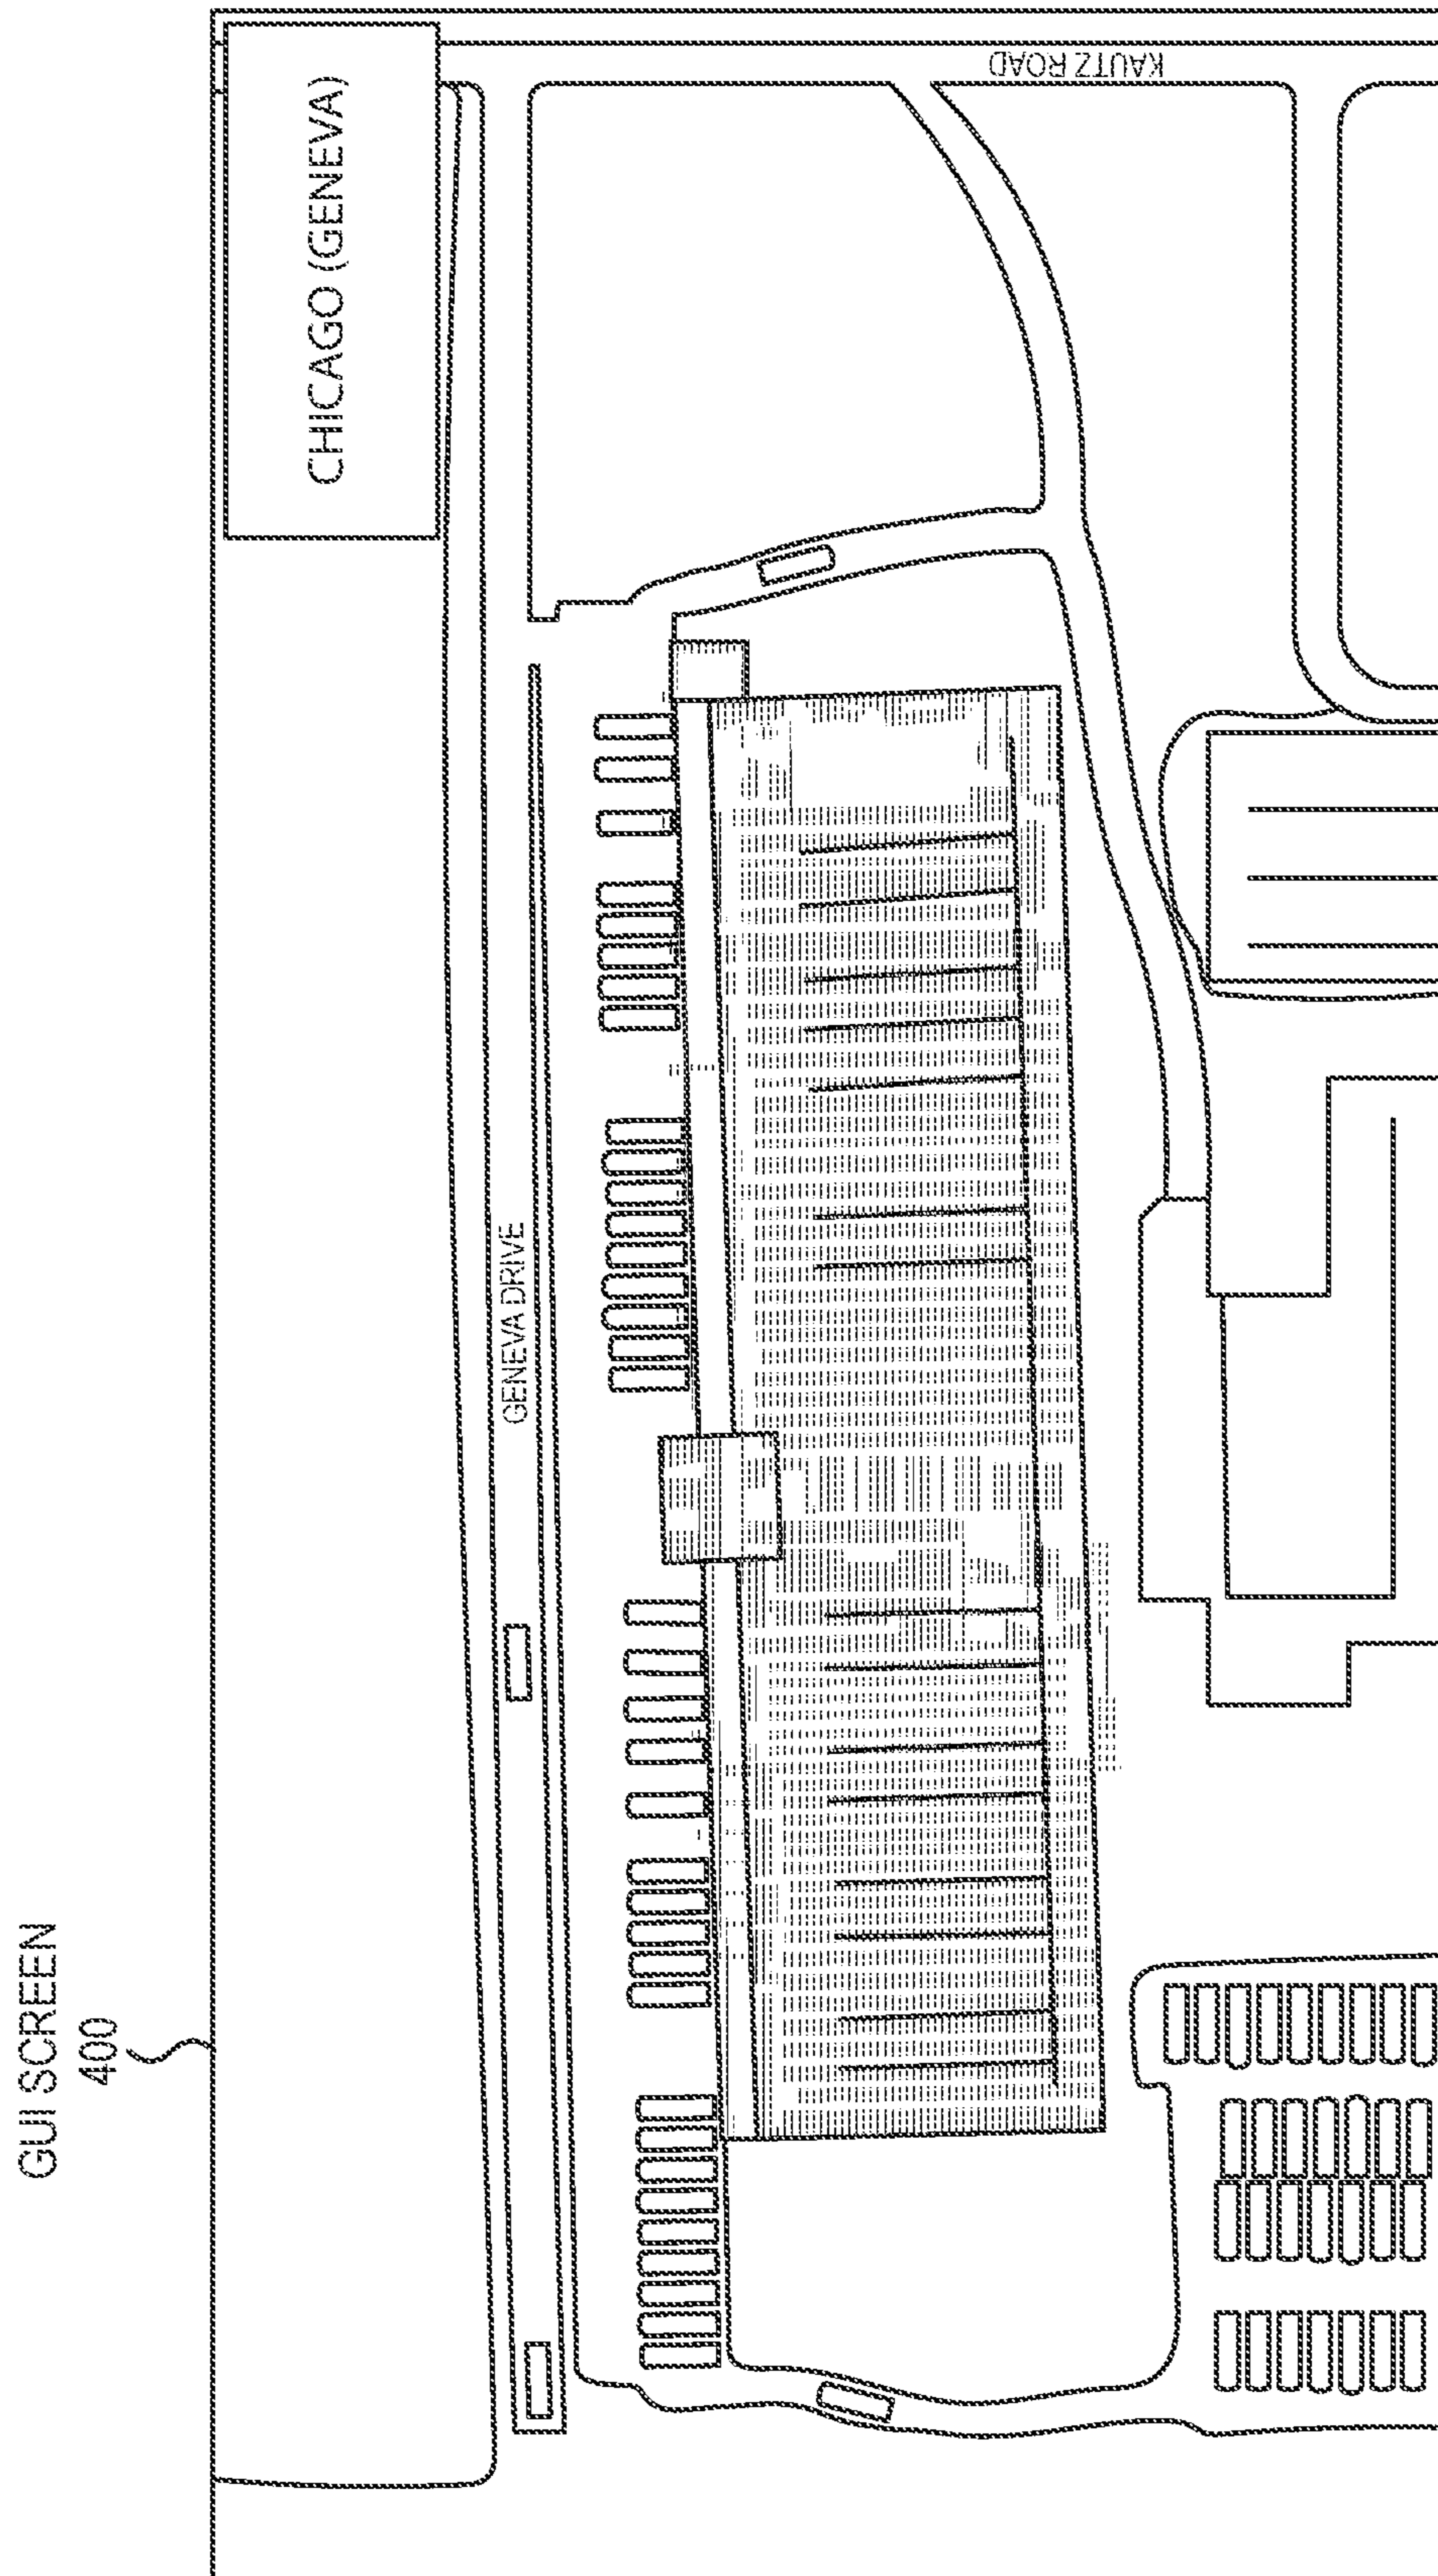 GUI SCREEN
400
CHICAGO (GENEVA)
GENEVA DRIVE
KAUTZ ROAD